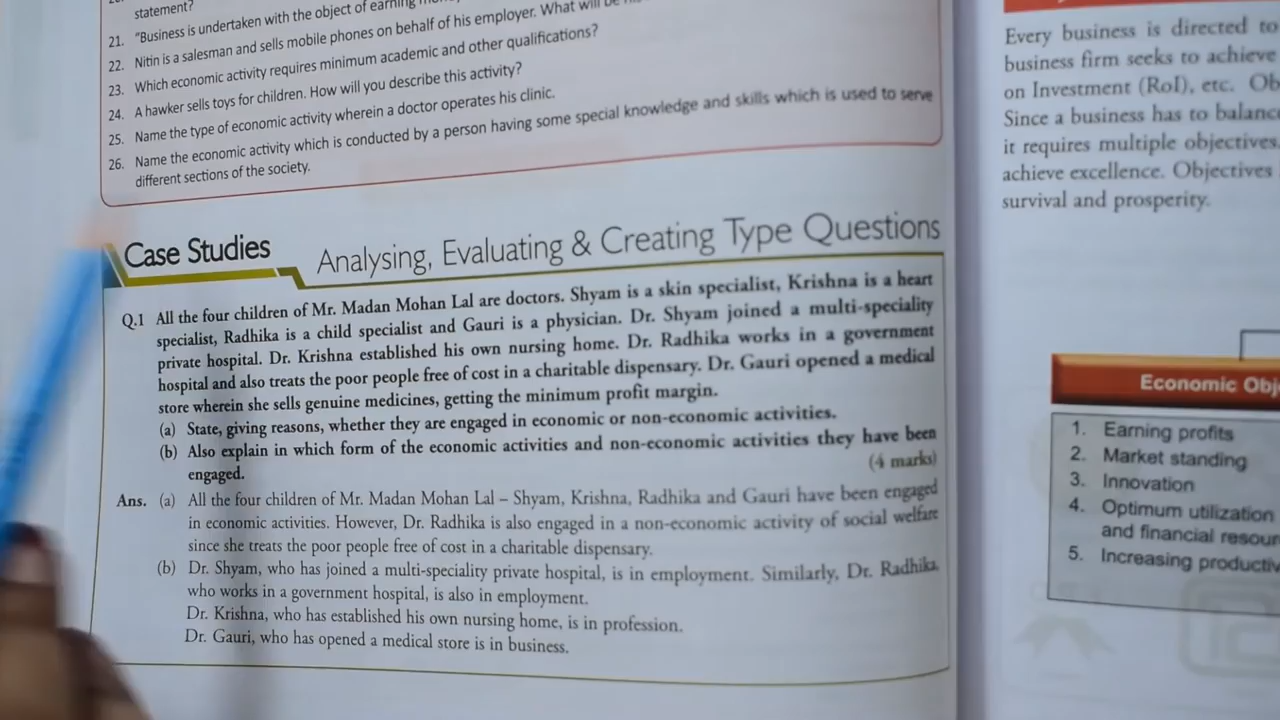 statement?
21. "Business is undertaken with the object of earning
22. Nitin is a salesman and sells mobile phones on behalf of his employer. What will be
23. Which economic activity requires minimum academic and other qualifications?
24. A hawker sells toys for children. How will you describe this activity?
25. Name the type of economic activity wherein a doctor operates his clinic.
26. Name the economic activity which is conducted by a person having some special knowledge and skills which is used to serve
different sections of the society.
Case Studies Analysing, Evaluating & Creating Type Questions
Q.1 All the four children of Mr. Madan Mohan Lal are doctors. Shyam is a skin specialist, Krishna is a heart
specialist, Radhika is a child specialist and Gauri is a physician. Dr. Shyam joined a multi-speciality
private hospital. Dr. Krishna established his own nursing home. Dr. Radhika works in a government
hospital and also treats the poor people free of cost in a charitable dispensary. Dr. Gauri opened a medical
store wherein she sells genuine medicines, getting the minimum profit margin.
(a) State, giving reasons, whether they are engaged in economic or non-economic activities.
(b) Also explain in which form of the economic activities and non-economic activities they have been
engaged. (4 marks)
Ans. (a) All the four children of Mr. Madan Mohan Lal – Shyam, Krishna, Radhika and Gauri have been engaged
in economic activities. However, Dr. Radhika is also engaged in a non-economic activity of social welfare
since she treats the poor people free of cost in a charitable dispensary.
(b) Dr. Shyam, who has joined a multi-speciality private hospital, is in employment. Similarly, Dr. Radhika,
who works in a government hospital, is also in employment.
Dr. Krishna, who has established his own nursing home, is in profession.
Dr. Gauri, who has opened a medical store is in business.
Every business is directed to
business firm seeks to achieve
on Investment (RoI), etc. Ob
Since a business has to balance
it requires multiple objectives.
achieve excellence. Objectives
survival and prosperity.
Economic Obj
1. Earning profits
2. Market standing
3. Innovation
4. Optimum utilization
and financial resour
5. Increasing productiv